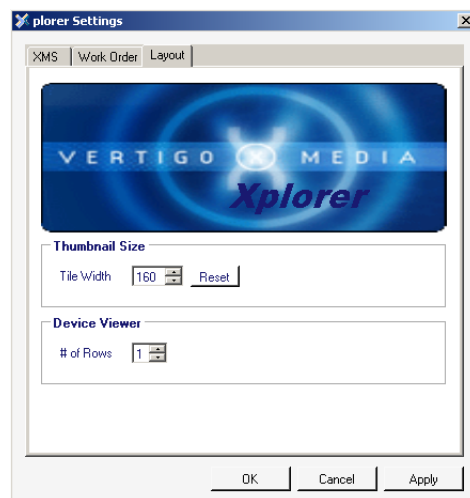 X plorer Settings
XMS Work Order Layout
VERTIGO X MEDIA
Xplorer
Thumbnail Size
Tile Width 160 Reset
Device Viewer
# of Rows 1
OK Cancel Apply